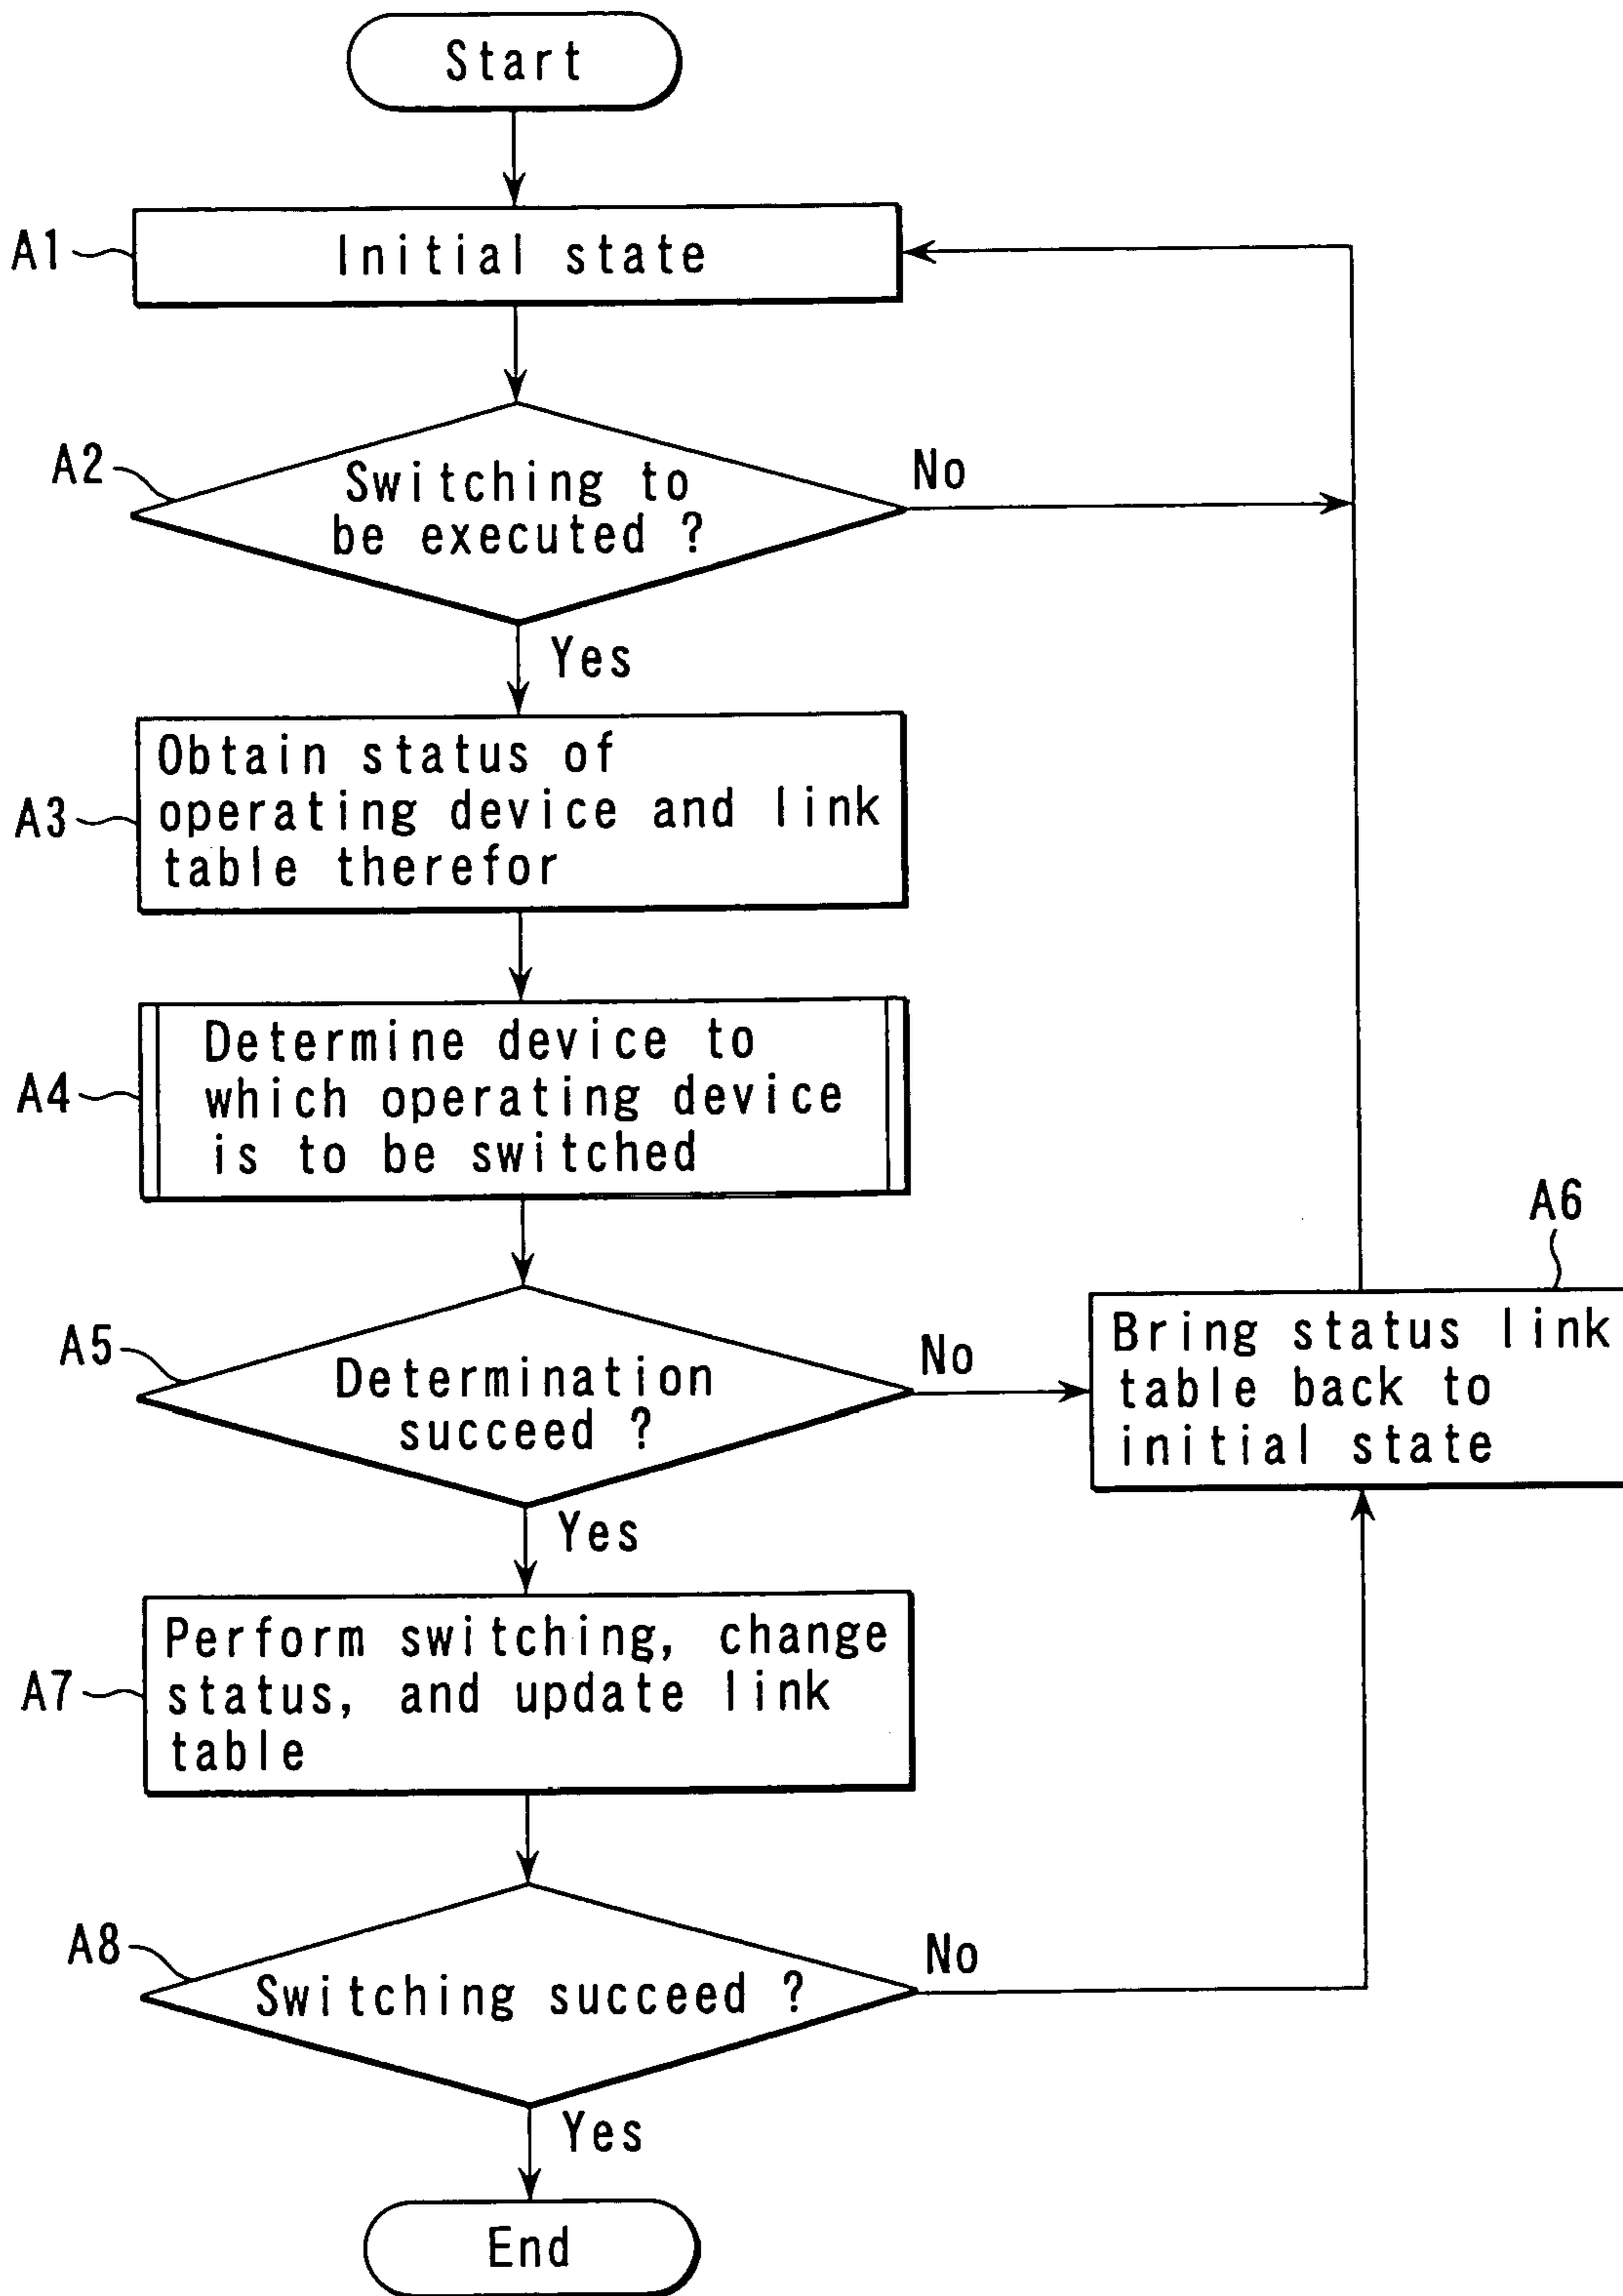 Start
A1
Initial state
A2
Switching to
be executed ?
No
Yes
A3
Obtain status of
operating device and link
table therefor
A4
Determine device to
which operating device
is to be switched
A5
Determination
succeed ?
No
A6
Bring status link
table back to
initial state
Yes
A7
Perform switching, change
status, and update link
table
A8
Switching succeed ?
No
Yes
End